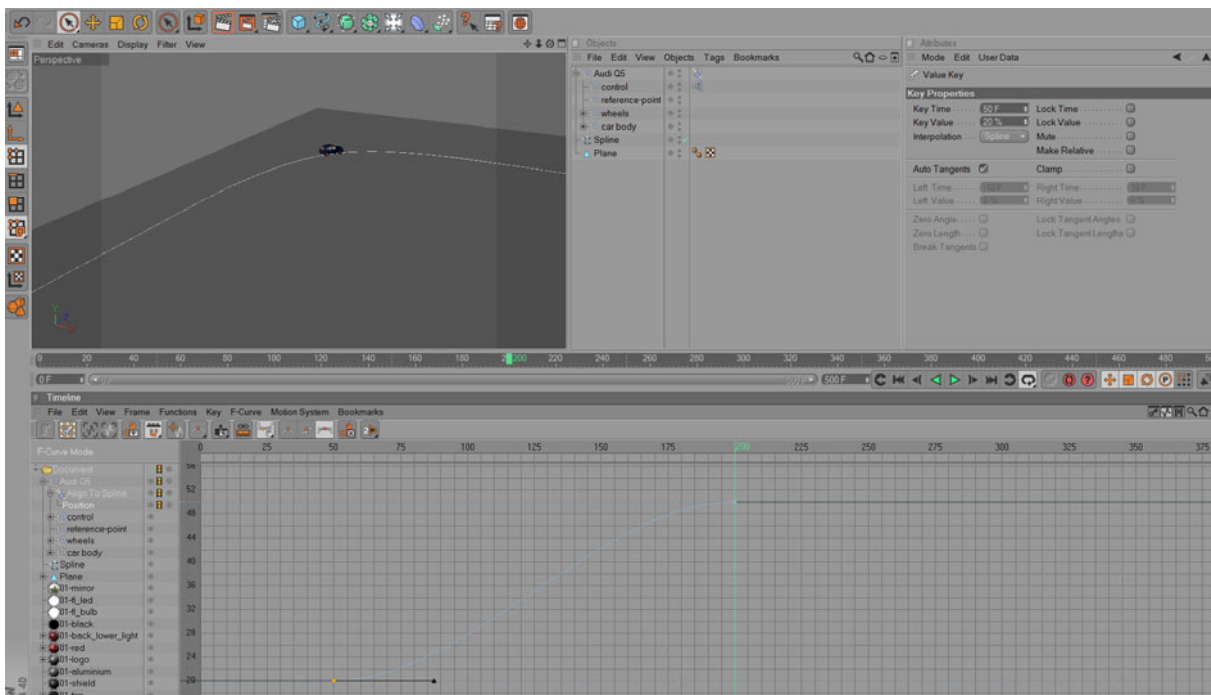 Edit Cameras Display Filter View
Perspective
Objects
File Edit View Objects Tags Bookmarks
Audi Q5
control
reference-point
wheels
car body
Spline
Plane
Attributes
Mode Edit User Data
Value Key
Key Properties
Key Time 50 F Lock Time
Key Value 20 % Lock Value
Interpolation Spline Mute
Make Relative
Auto Tangents Clamp
Left Time Right Time
Left Value Right Value
Zero Angle Lock Tangent Angles
Zero Length Lock Tangent Lengths
Break Tangents
0 20 40 60 80 100 120 140 160 180 200 220 240 260 280 300 320 340 360 380 400 420 440 460 480
0 F 500 F
Timeline
File Edit View Frame Functions Key F-Curve Motion System Bookmarks
F-Curve Mode
0 25 50 75 100 125 150 175 200 225 250 275 300 325 350 375
Document
Audi Q5
Align To Spline
Position
control
reference-point
wheels
car body
Spline
Plane
01-mirror
01-fl_led
01-fl_bulb
01-black
01-back_lower_light
01-red
01-logo
01-aluminium
01-shield
56
52
48
44
40
36
32
28
24
20